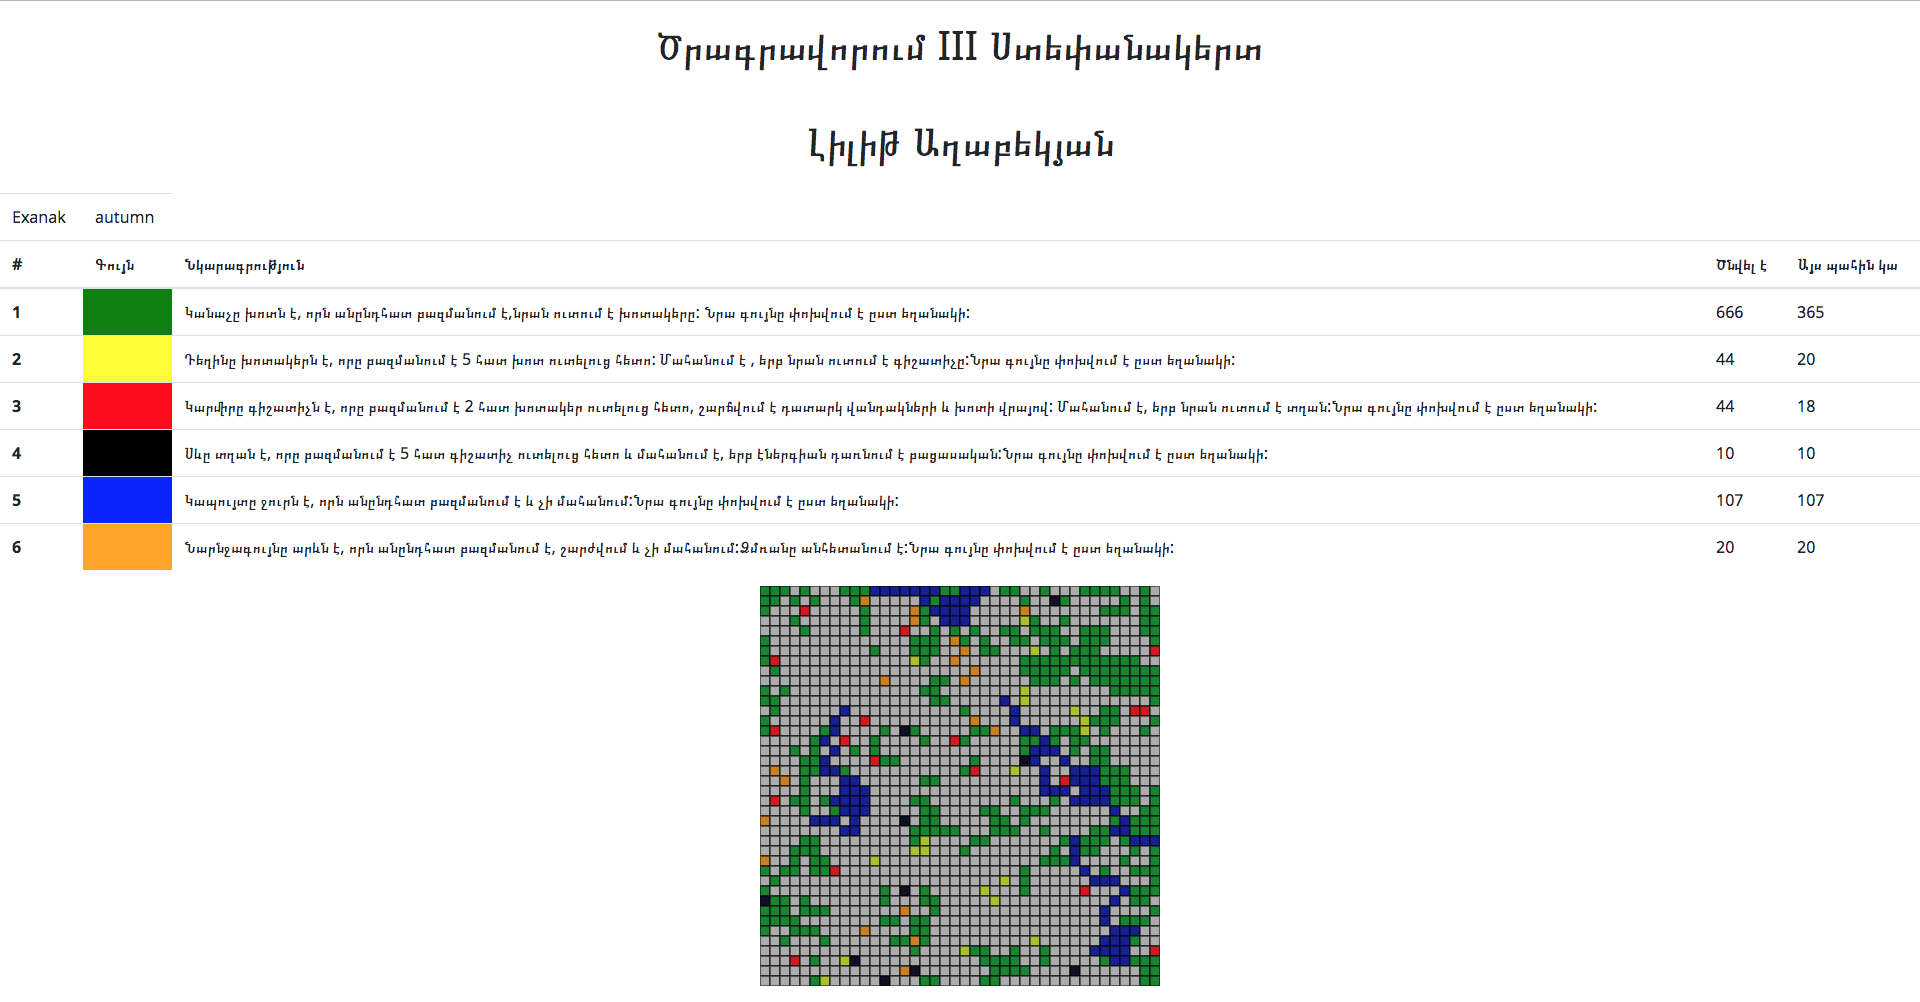 Ծրագրավորում III Ստեփանակերտ
Լիլիթ Աղաբեկյան
Exanak autumn
# Գույն Նկարագրություն Ծնվել է Այս պահին կա
1 Կանաչը խոտն է, որն անընդհատ բազմանում է,նրան ուտում է խոտակերը: Նրա գույնը փոխվում է ըստ եղանակի: 666 365
2 Դեղինը խոտակերն է, որը բազմանում է 5 հատ խոտ ուտելուց հետո: Մահանում է , երբ նրան ուտում է գիշատիչը:Նրա գույնը փոխվում է ըստ եղանակի: 44 20
3 Կարմիրը գիշատիչն է, որը բազմանում է 2 հատ խոտակեր ուտելուց հետո, շարճվում է դատարկ վանդակների և խոտի վրայով: Մահանում է, երբ նրան ուտում է տղան:Նրա գույնը փոխվում է ըստ եղանակի: 44 18
4 Սևը տղան է, որը բազմանում է 5 հատ գիշատիչ ուտելուց հետո և մահանում է, երբ էներգիան դառնում է բացասական:Նրա գույնը փոխվում է ըստ եղանակի: 10 10
5 Կապույտը ջուրն է, որն անընդհատ բազմանում է և չի մահանում:Նրա գույնը փոխվում է ըստ եղանակի: 107 107
6 Նարնջագույնը արևն է, որն անընդհատ բազմանում է, շարժվում և չի մահանում:Ձմռանը անհետանում է:Նրա գույնը փոխվում է ըստ եղանակի: 20 20